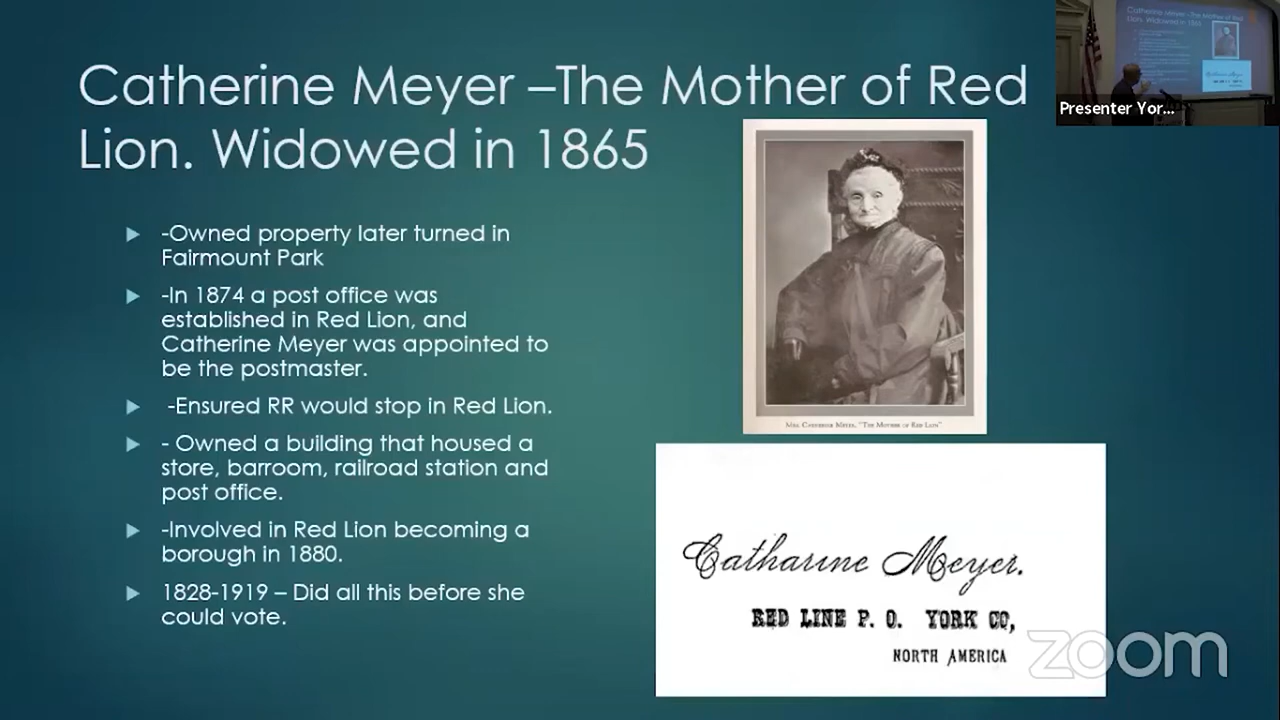 Catherine Meyer –The Mother of Red
Lion. Widowed in 1865
-Owned property later turned in
Fairmount Park
-In 1874 a post office was
established in Red Lion, and
Catherine Meyer was appointed to
be the postmaster.
-Ensured RR would stop in Red Lion.
- Owned a building that housed a
store, barroom, railroad station and
post office.
-Involved in Red Lion becoming a
borough in 1880.
1828-1919 – Did all this before she
could vote.
Mrs. Catherine Meyer, "The Mother of Red Lion"
Catharine Meyer.
RED LINE P. O. YORK CO,
NORTH AMERICA
zoom
Catherine Meyer –The Mother of Red
Lion. Widowed in 1865
Presenter Yor...